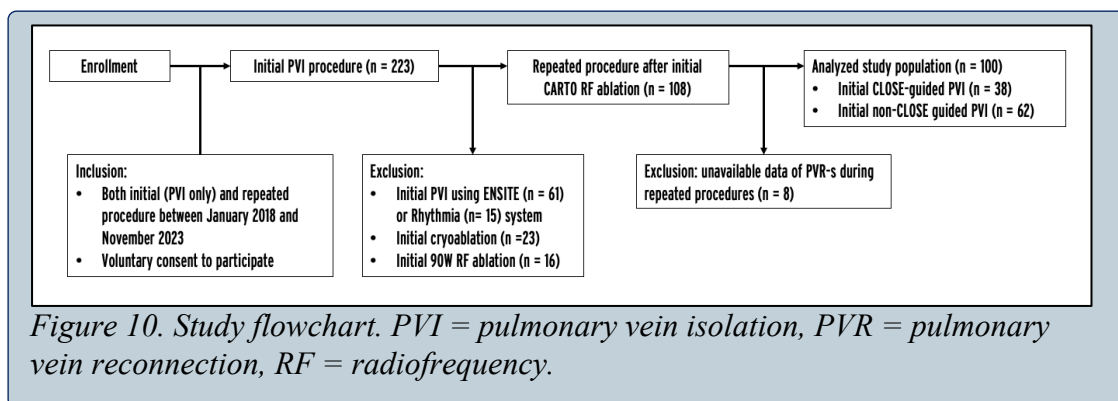 Enrollment
Initial PVI procedure (n = 223)
Repeated procedure after initial
CARTO RF ablation (n = 108)
Analyzed study population (n = 100)
• Initial CLOSE-guided PVI (n = 38)
• Initial non-CLOSE guided PVI (n = 62)
Inclusion:
• Both initial (PVI only) and repeated
procedure between January 2018 and
November 2023
• Voluntary consent to participate
Exclusion:
• Initial PVI using ENSITE (n = 61)
or Rhythmia (n= 15) system
• Initial cryoablation (n =23)
• Initial 90W RF ablation (n = 16)
Exclusion: unavailable data of PVR-s during
repeated procedures (n = 8)
Figure 10. Study flowchart. PVI = pulmonary vein isolation, PVR = pulmonary
vein reconnection, RF = radiofrequency.